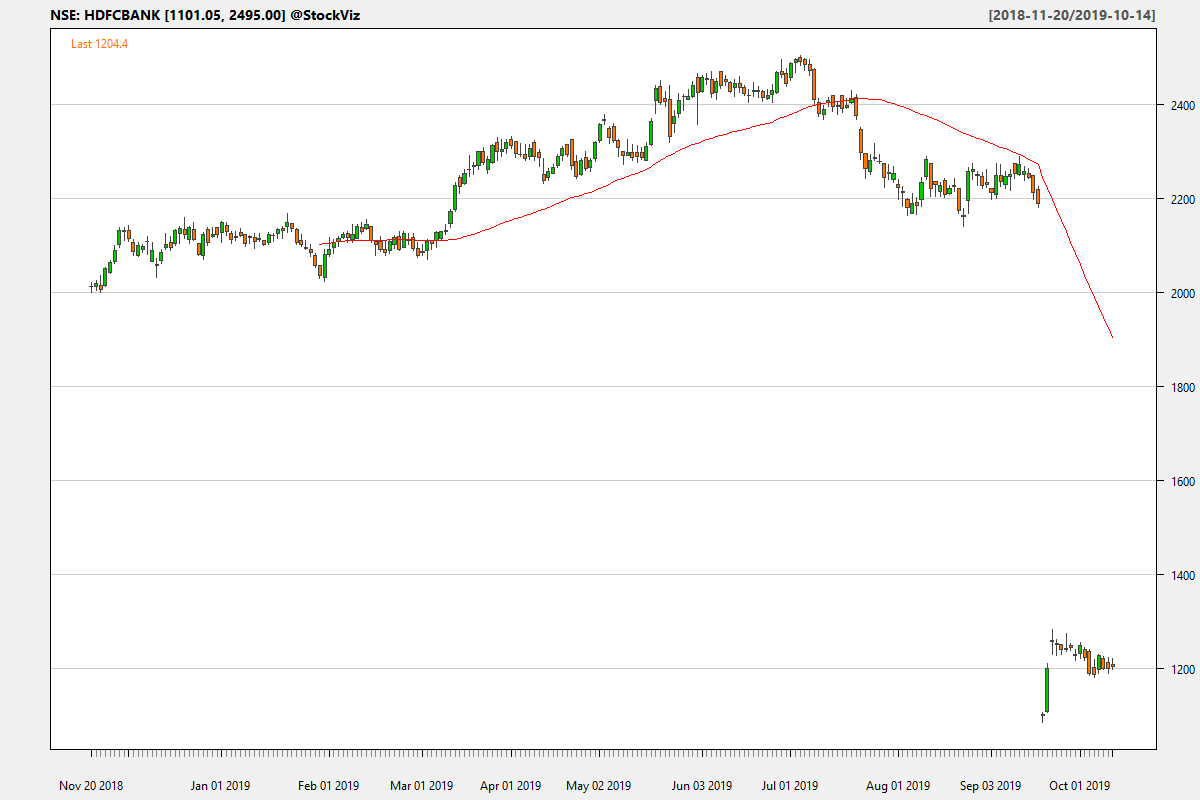 NSE: HDFCBANK [1101.05, 2495.00] @StockViz
[2018-11-20/2019-10-14]
Last 1204.4
2400
2200
2000
1800
1600
1400
1200
Nov 20 2018 Jan 01 2019 Feb 01 2019 Mar 01 2019 Apr 01 2019 May 02 2019 Jun 03 2019 Jul 01 2019 Aug 01 2019 Sep 03 2019 Oct 01 2019